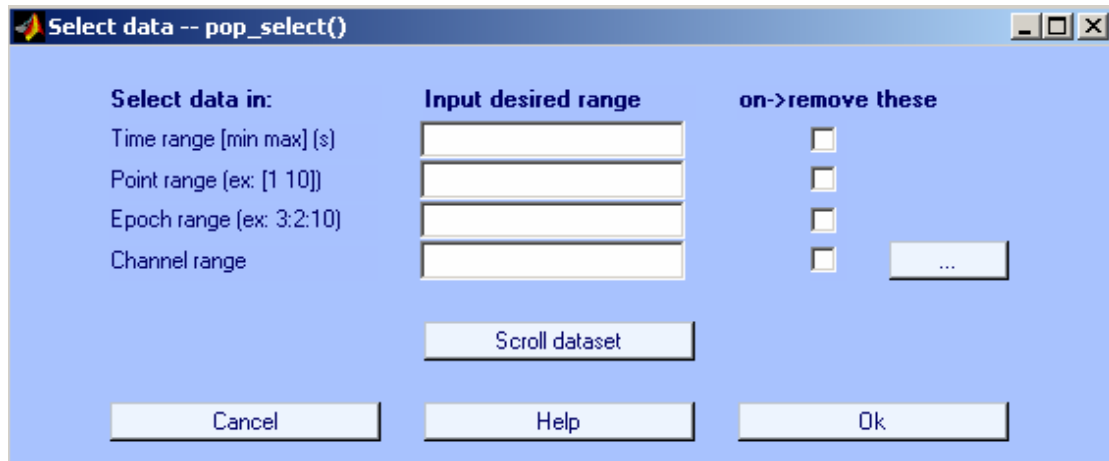 Select data -- pop_select()
Select data in: Input desired range on->remove these
Time range [min max] (s)
Point range (ex: [1 10])
Epoch range (ex: 3:2:10)
Channel range ...
Scroll dataset
Cancel Help Ok